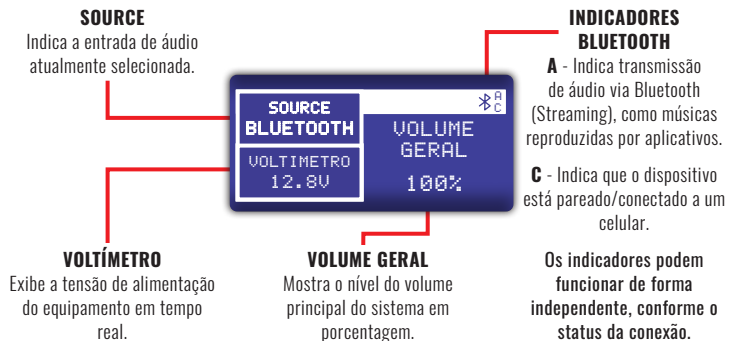 SOURCE
Indica a entrada de áudio
atualmente selecionada.
SOURCE
BLUETOOTH
VOLTIMETRO
12.8V
A
C
VOLUME
GERAL
100%
INDICADORES
BLUETOOTH
A - Indica transmissão
de áudio via Bluetooth
(Streaming), como músicas
reproduzidas por aplicativos.
C - Indica que o dispositivo
está pareado/conectado a um
celular.
Os indicadores podem
funcionar de forma
independente, conforme o
status da conexão.
VOLTÍMETRO
Exibe a tensão de alimentação
do equipamento em tempo
real.
VOLUME GERAL
Mostra o nível do volume
principal do sistema em
porcentagem.